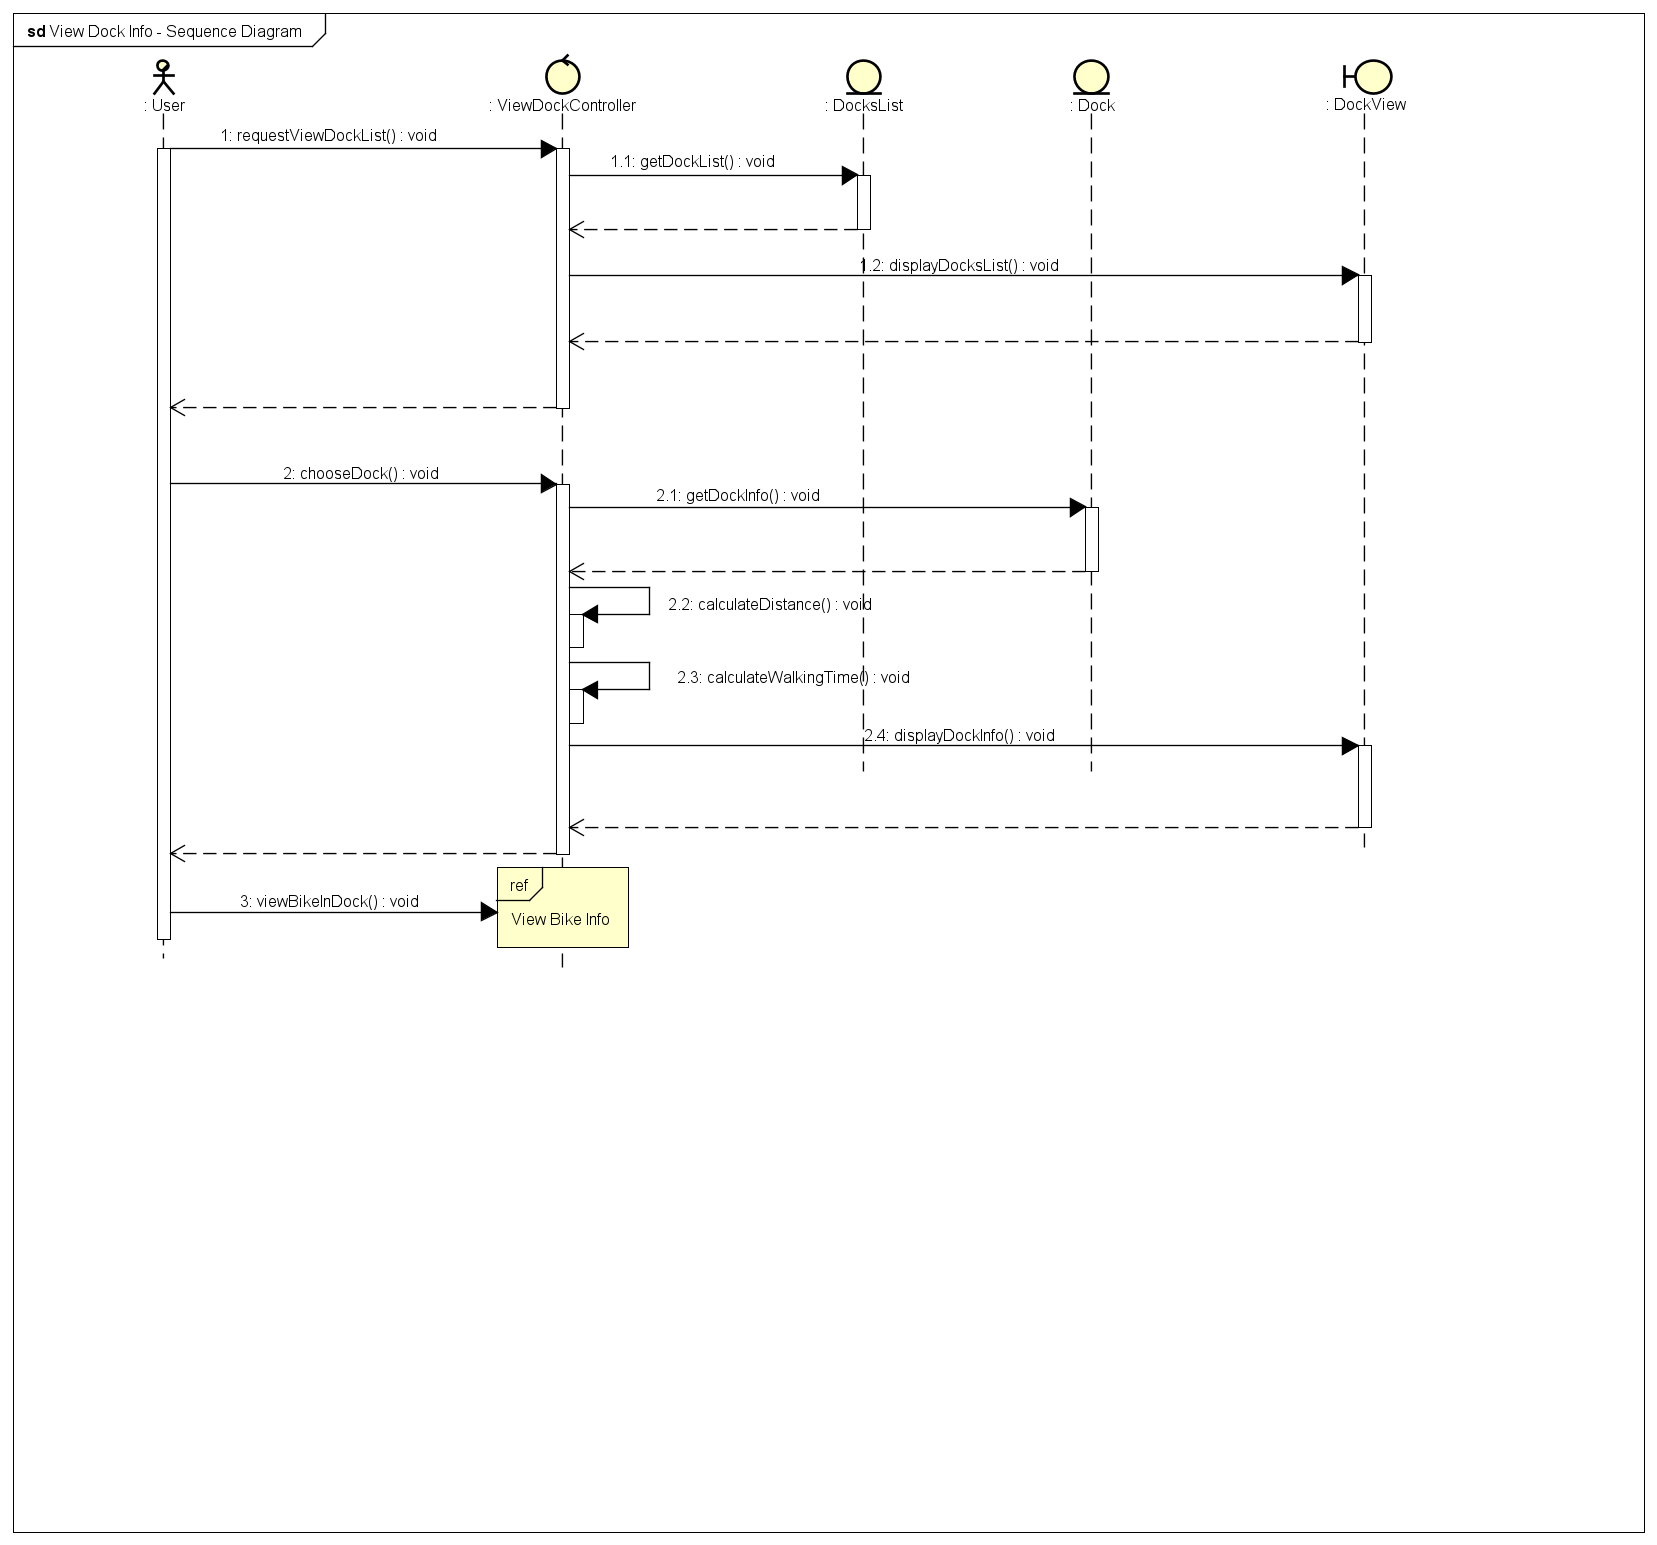 sd View Dock Info - Sequence Diagram
: User
: ViewDockController
: DocksList
: Dock
: DockView
1: requestViewDockList() : void
1.1: getDockList() : void
1.2: displayDocksList() : void
2: chooseDock() : void
2.1: getDockInfo() : void
2.2: calculateDistance() : void
2.3: calculateWalkingTime() : void
2.4: displayDockInfo() : void
ref
3: viewBikeInDock() : void
View Bike Info